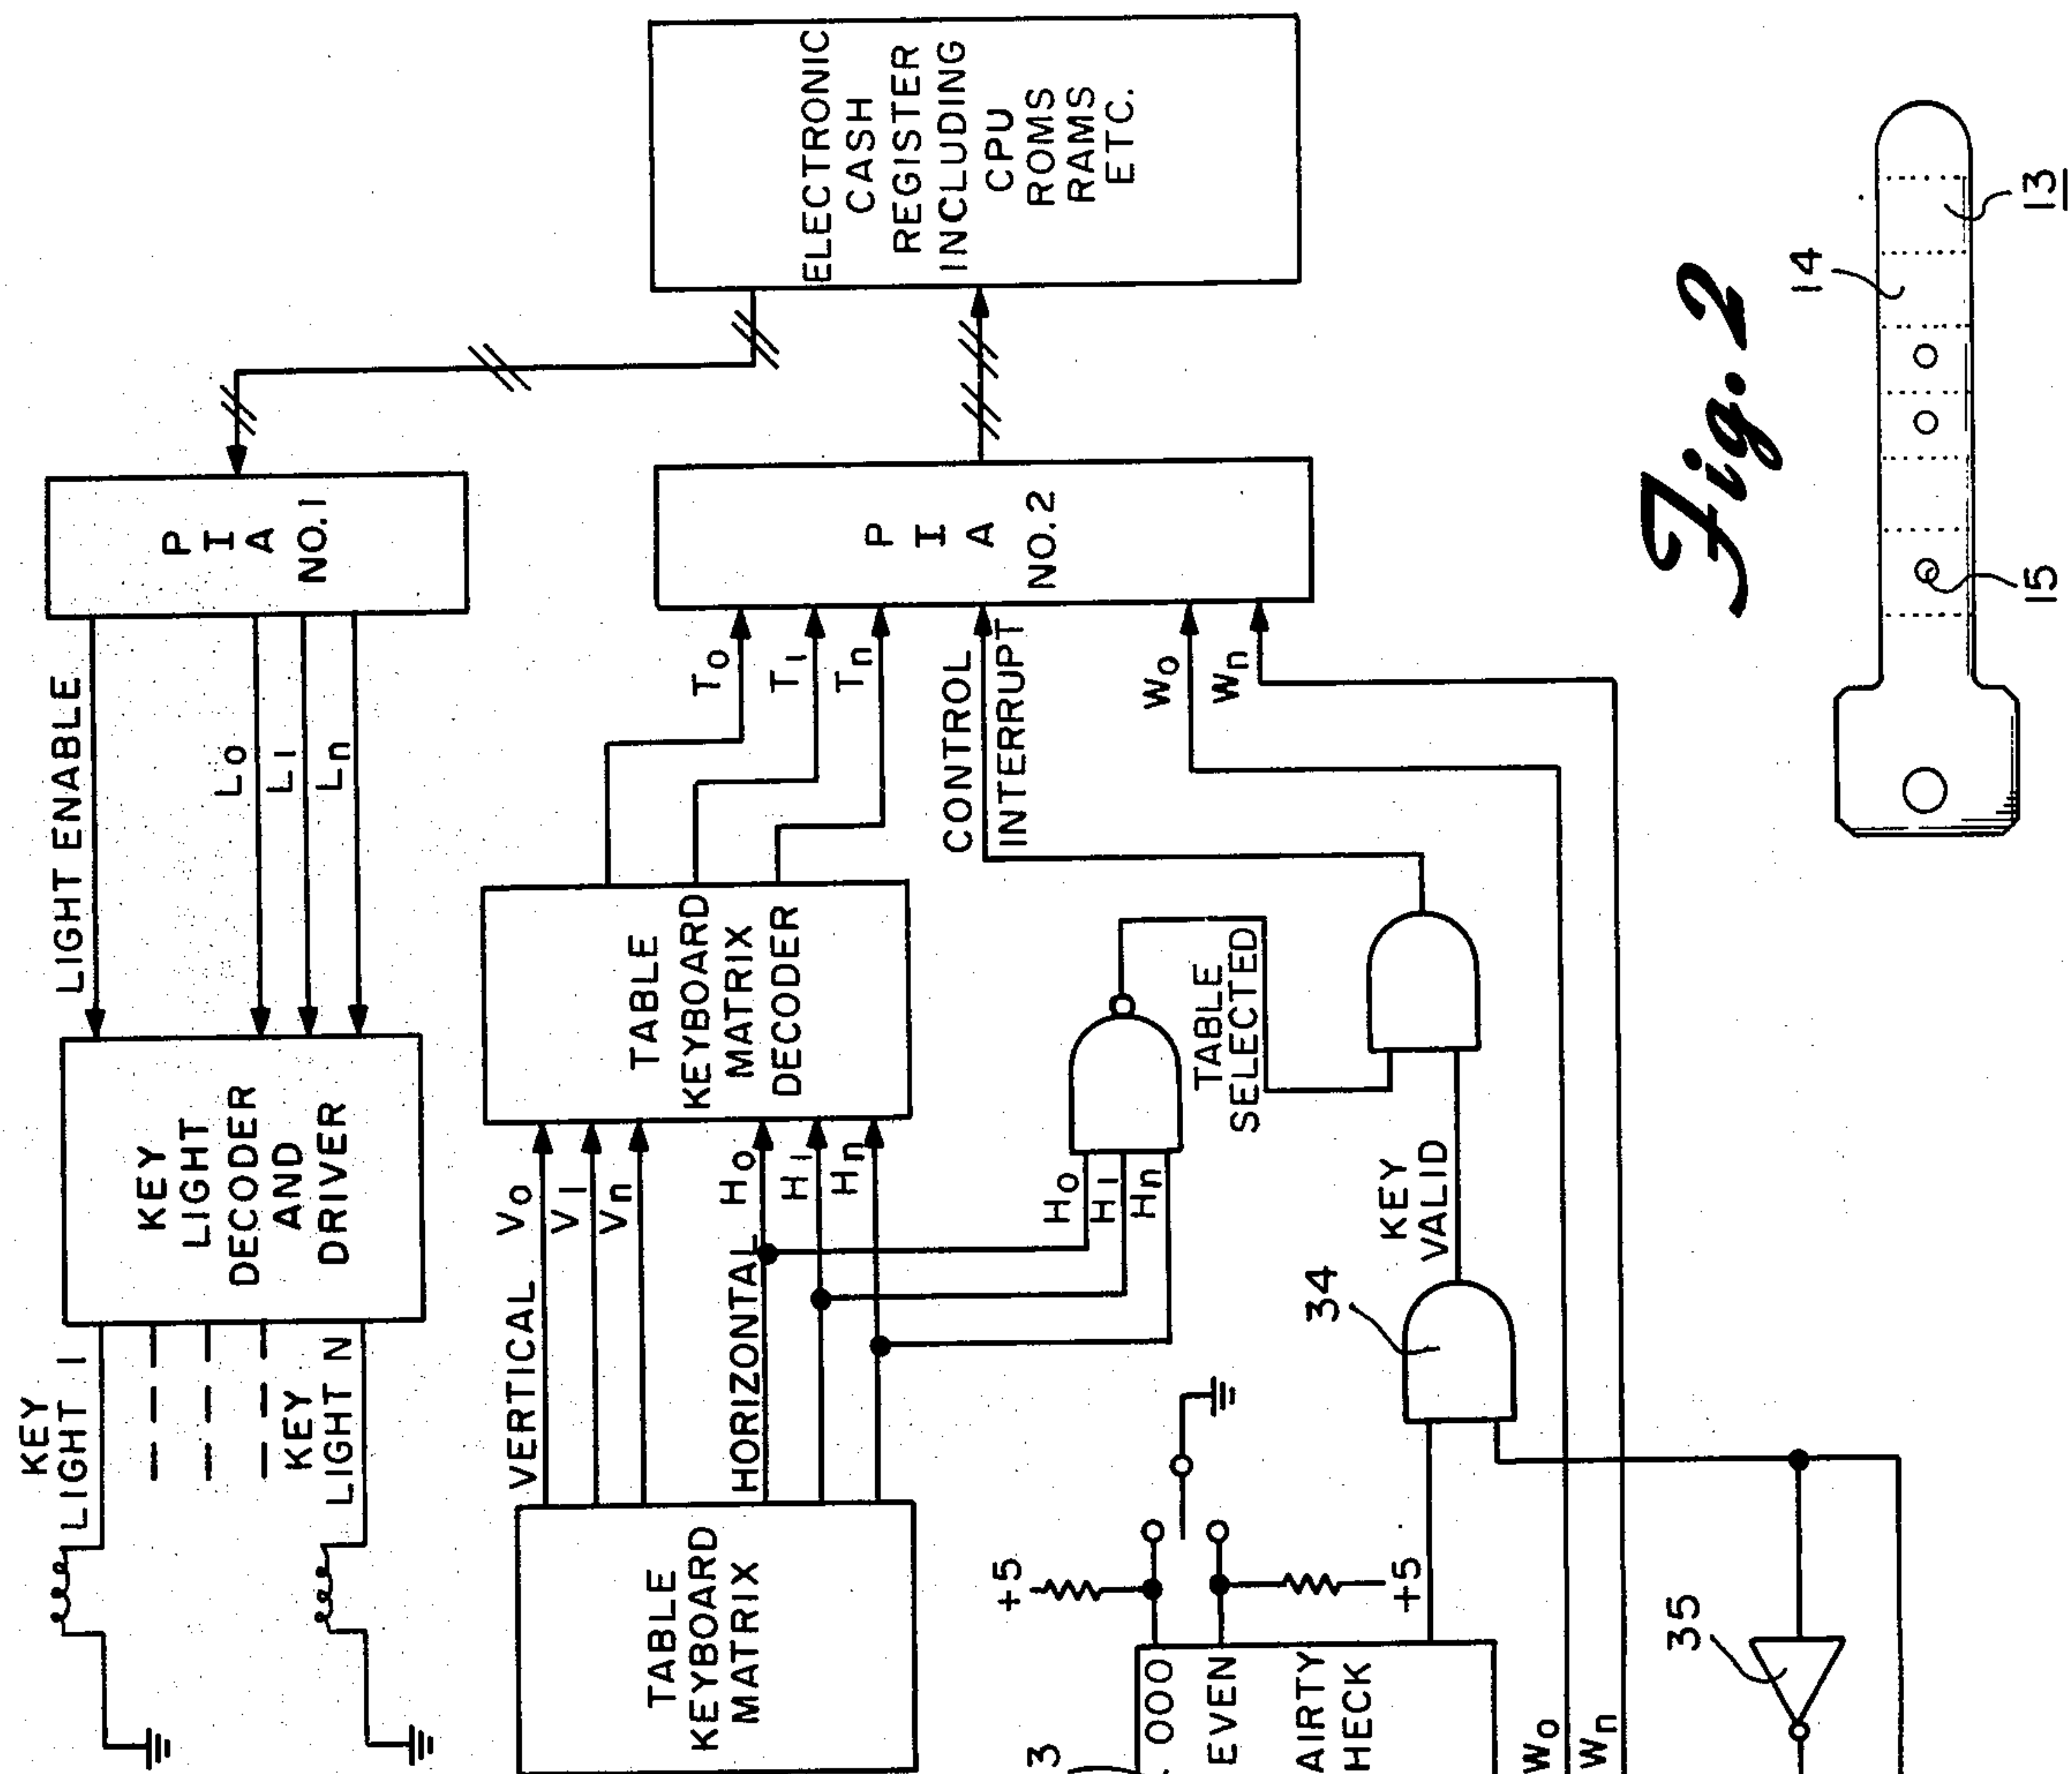 ELECTRONIC
CASH
REGISTER
INCLUDING
CPU
ROMS
RAMS
ETC.
P
I
A
NO. 1
P
I
A
NO. 2
LIGHT ENABLE
L0
L1
Ln
T0
T1
Tn
CONTROL
INTERRUPT
W0
Wn
KEY
LIGHT
DECODER
AND
DRIVER
TABLE
KEYBOARD
MATRIX
DECODER
TABLE
SELECTED
KEY
LIGHT 1
KEY
LIGHT N
VERTICAL
V0
V1
Vn
HORIZONTAL
H0
H1
Hn
H0
H1
Hn
KEY
VALID
34
TABLE
KEYBOARD
MATRIX
+5
+5
3
EVEN
AIRTY
HECK
W0
Wn
35
Fig. 2
13
14
15